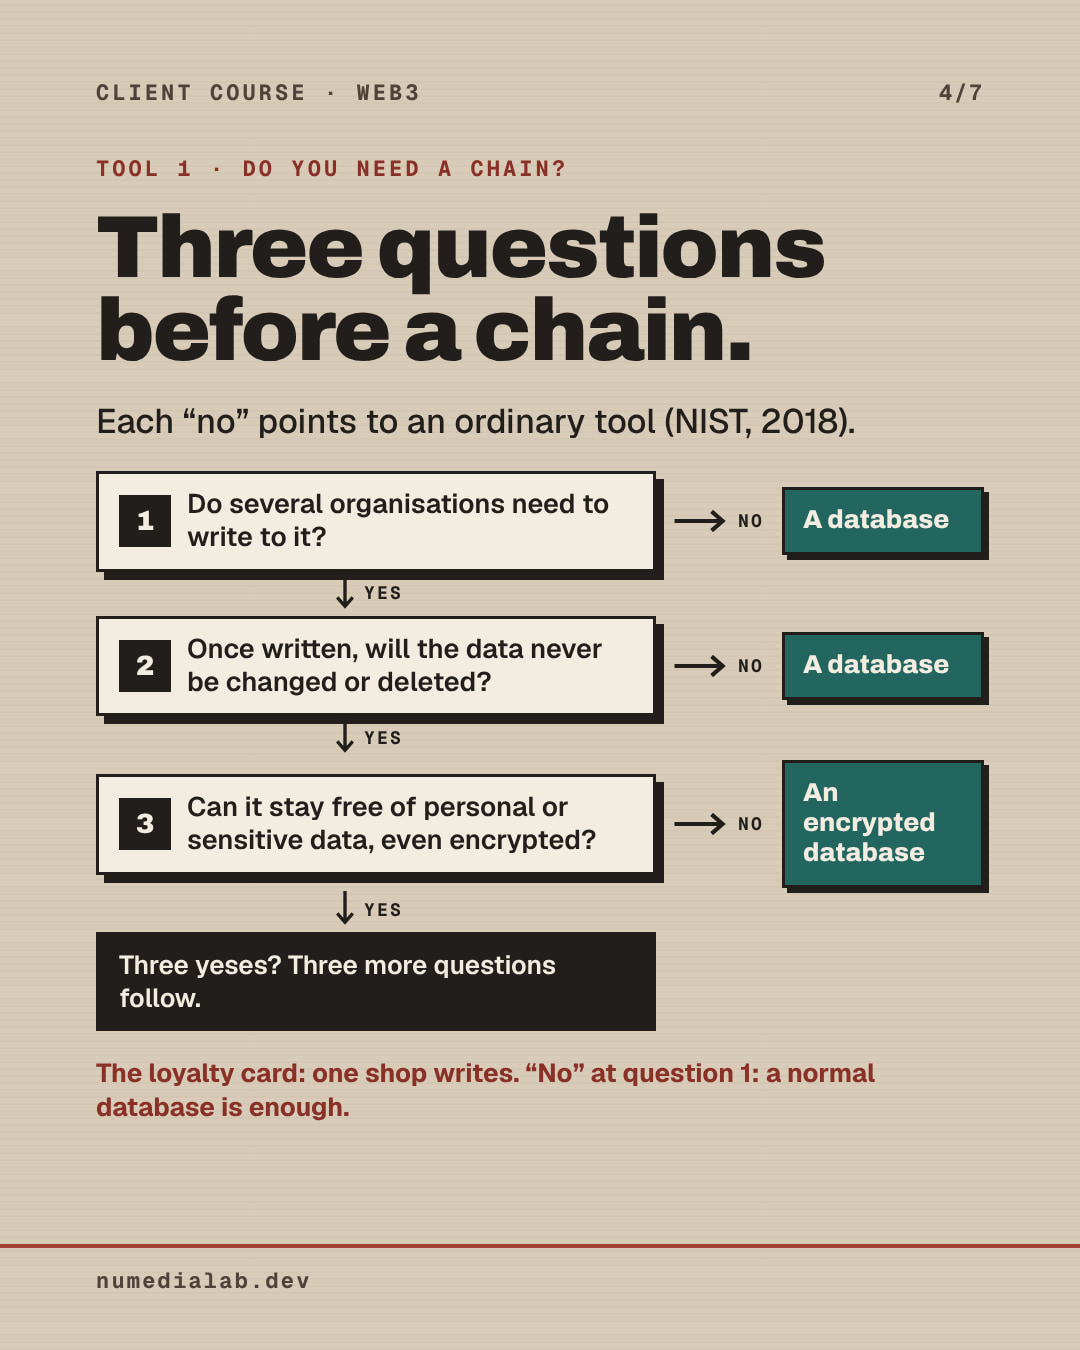 CLIENT COURSE · WEB3
4/7
TOOL 1 · DO YOU NEED A CHAIN?
Three questions
before a chain.
Each “no” points to an ordinary tool (NIST, 2018).
1
Do several organisations need to
write to it?
NO
A database
YES
2
Once written, will the data never
be changed or deleted?
NO
A database
YES
3
Can it stay free of personal or
sensitive data, even encrypted?
NO
An
encrypted
database
YES
Three yeses? Three more questions
follow.
The loyalty card: one shop writes. “No” at question 1: a normal
database is enough.
numedialab.dev